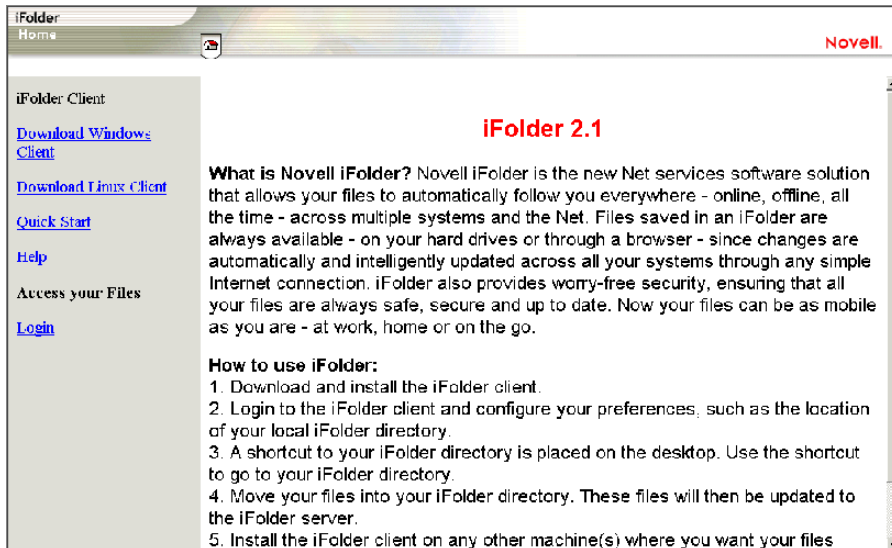 iFolder
Home
Novell.
iFolder Client
Download Windows
Client
Download Linux Client
Quick Start
Help
Access your Files
Login
iFolder 2.1
What is Novell iFolder? Novell iFolder is the new Net services software solution
that allows your files to automatically follow you everywhere - online, offline, all
the time - across multiple systems and the Net. Files saved in an iFolder are
always available - on your hard drives or through a browser - since changes are
automatically and intelligently updated across all your systems through any simple
Internet connection. iFolder also provides worry-free security, ensuring that all
your files are always safe, secure and up to date. Now your files can be as mobile
as you are - at work, home or on the go.
How to use iFolder:
1. Download and install the iFolder client.
2. Login to the iFolder client and configure your preferences, such as the location
of your local iFolder directory.
3. A shortcut to your iFolder directory is placed on the desktop. Use the shortcut
to go to your iFolder directory.
4. Move your files into your iFolder directory. These files will then be updated to
the iFolder server.
5. Install the iFolder client on any other machine(s) where you want your files